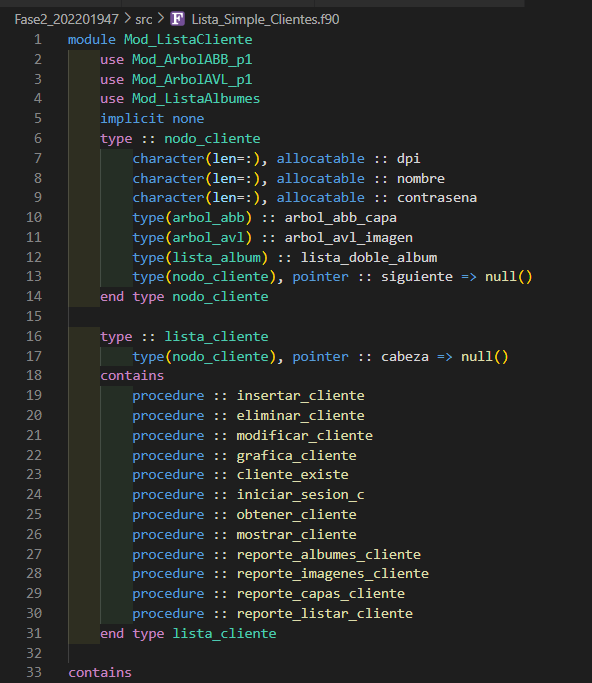 Fase2_202201947 > src > F Lista_Simple_Clientes.f90
1 module Mod_ListaCliente
2     use Mod_ArbolABB_p1
3     use Mod_ArbolAVL_p1
4     use Mod_ListaAlbumes
5     implicit none
6     type :: nodo_cliente
7         character(len=:), allocatable :: dpi
8         character(len=:), allocatable :: nombre
9         character(len=:), allocatable :: contrasena
10         type(arbol_abb) :: arbol_abb_capa
11         type(arbol_avl) :: arbol_avl_imagen
12         type(lista_album) :: lista_doble_album
13         type(nodo_cliente), pointer :: siguiente => null()
14     end type nodo_cliente
15
16     type :: lista_cliente
17         type(nodo_cliente), pointer :: cabeza => null()
18     contains
19         procedure :: insertar_cliente
20         procedure :: eliminar_cliente
21         procedure :: modificar_cliente
22         procedure :: grafica_cliente
23         procedure :: cliente_existe
24         procedure :: iniciar_sesion_c
25         procedure :: obtener_cliente
26         procedure :: mostrar_cliente
27         procedure :: reporte_albumes_cliente
28         procedure :: reporte_imagenes_cliente
29         procedure :: reporte_capas_cliente
30         procedure :: reporte_listar_cliente
31     end type lista_cliente
32
33 contains